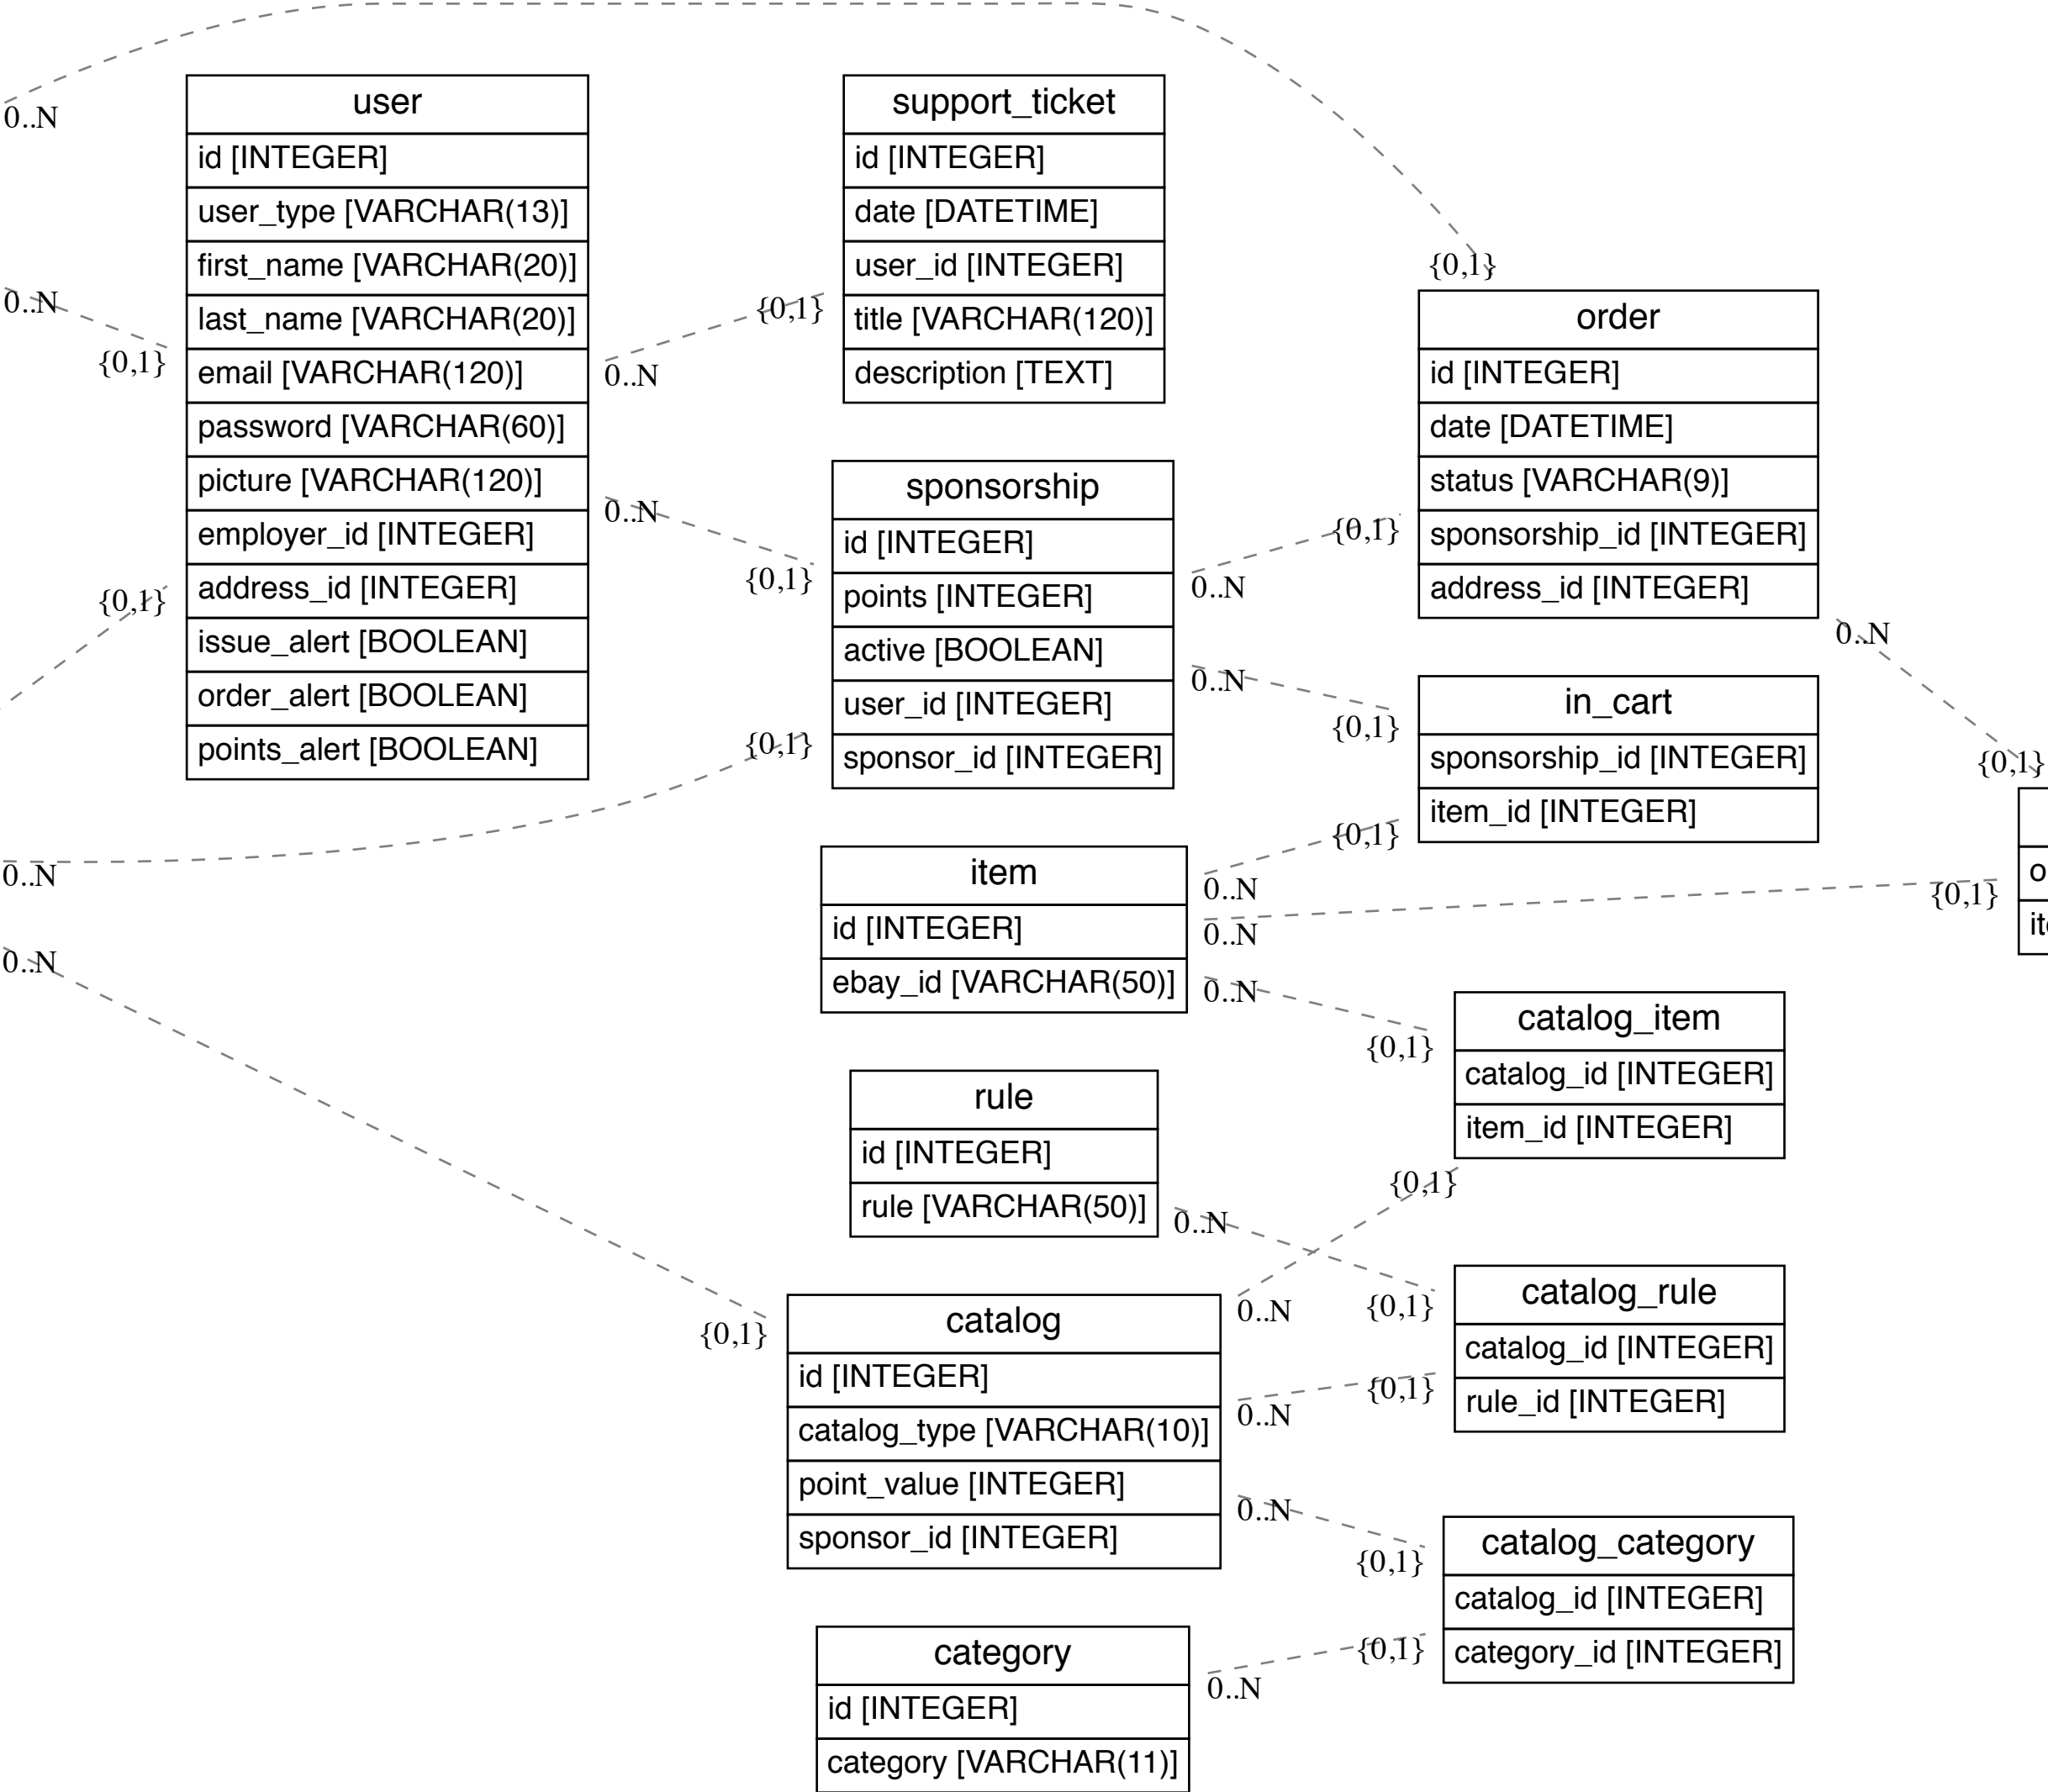 0..N
0..N
{0,1}
{0,1}
0..N
0..N
user
id [INTEGER]
user_type [VARCHAR(13)]
first_name [VARCHAR(20)]
last_name [VARCHAR(20)]
email [VARCHAR(120)]
password [VARCHAR(60)]
picture [VARCHAR(120)]
employer_id [INTEGER]
address_id [INTEGER]
issue_alert [BOOLEAN]
order_alert [BOOLEAN]
points_alert [BOOLEAN]
0..N
{0,1}
0..N
{0,1}
{0,1}
support_ticket
id [INTEGER]
date [DATETIME]
user_id [INTEGER]
title [VARCHAR(120)]
description [TEXT]
sponsorship
id [INTEGER]
points [INTEGER]
active [BOOLEAN]
user_id [INTEGER]
sponsor_id [INTEGER]
0..N
{0,1}
0..N
{0,1}
item
id [INTEGER]
ebay_id [VARCHAR(50)]
0..N
{0,1}
0..N
{0,1}
0..N
{0,1}
rule
id [INTEGER]
rule [VARCHAR(50)]
0..N
{0,1}
{0,1}
catalog
id [INTEGER]
catalog_type [VARCHAR(10)]
point_value [INTEGER]
sponsor_id [INTEGER]
0..N
{0,1}
0..N
{0,1}
0..N
{0,1}
category
id [INTEGER]
category [VARCHAR(11)]
0..N
{0,1}
{0,1}
order
id [INTEGER]
date [DATETIME]
status [VARCHAR(9)]
sponsorship_id [INTEGER]
address_id [INTEGER]
0..N
{0,1}
in_cart
sponsorship_id [INTEGER]
item_id [INTEGER]
catalog_item
catalog_id [INTEGER]
item_id [INTEGER]
catalog_rule
catalog_id [INTEGER]
rule_id [INTEGER]
catalog_category
catalog_id [INTEGER]
category_id [INTEGER]